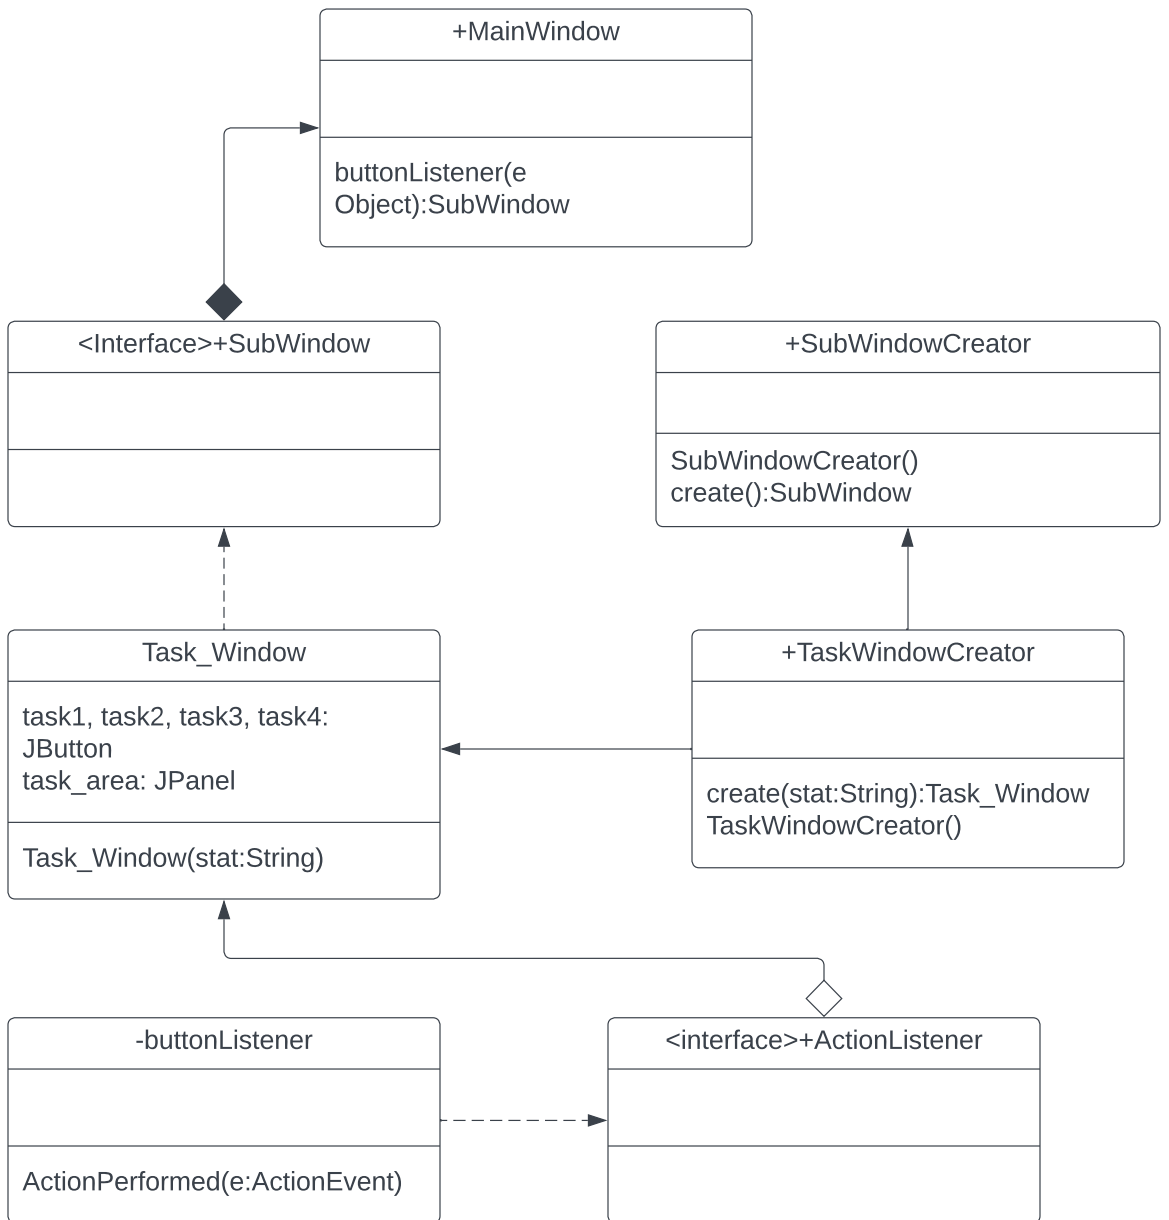 +MainWindow
buttonListener(e
Object):SubWindow
<Interface>+SubWindow
+SubWindowCreator
SubWindowCreator()
create():SubWindow
Task_Window
task1, task2, task3, task4:
JButton
task_area: JPanel
Task_Window(stat:String)
+TaskWindowCreator
create(stat:String):Task_Window
TaskWindowCreator()
-buttonListener
ActionPerformed(e:ActionEvent)
<interface>+ActionListener